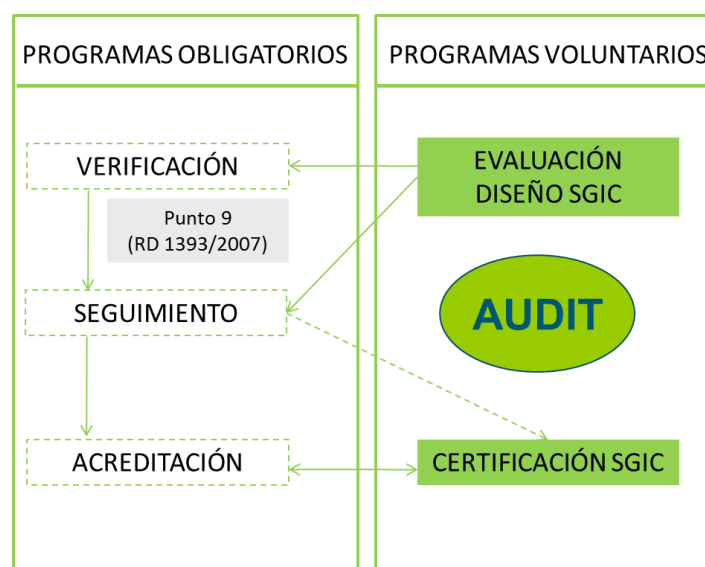 PROGRAMAS OBLIGATORIOS
PROGRAMAS VOLUNTARIOS
VERIFICACIÓN
EVALUACIÓN
DISEÑO SGIC
Punto 9
(RD 1393/2007)
SEGUIMIENTO
AUDIT
ACREDITACIÓN
CERTIFICACIÓN SGIC